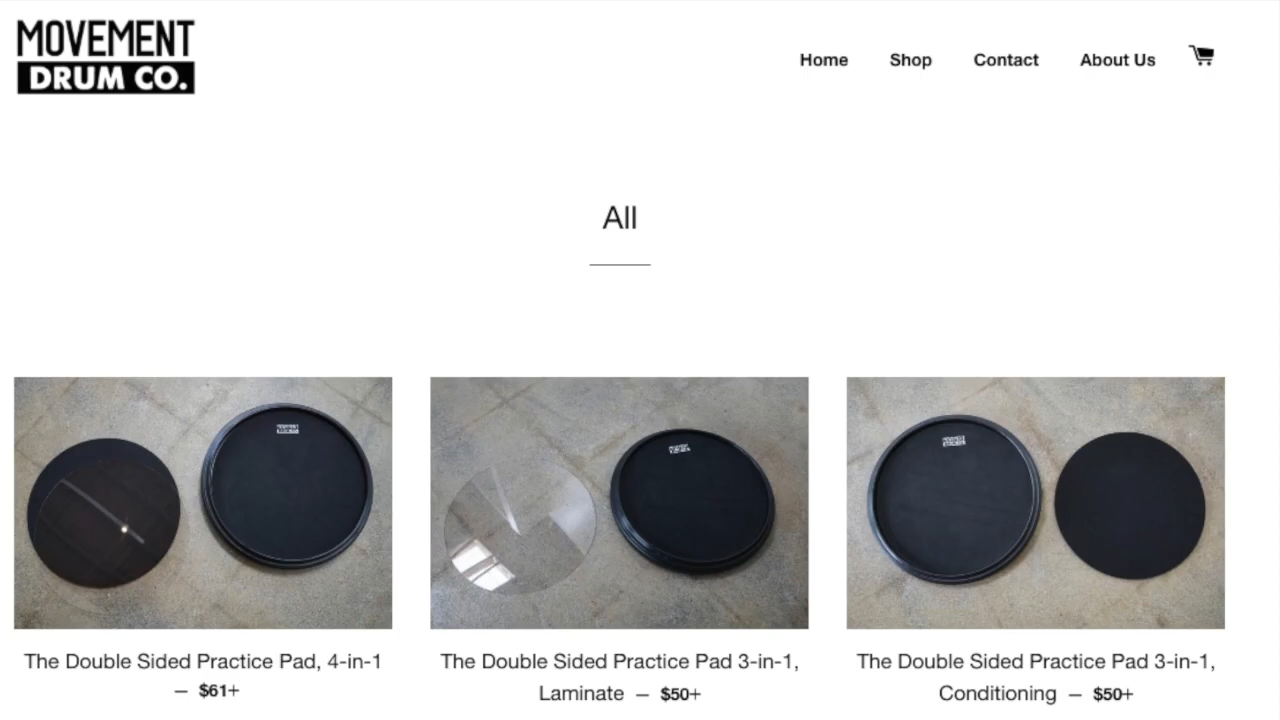 MOVEMENT
DRUM CO.
Home Shop Contact About Us
All
The Double Sided Practice Pad, 4-in-1
— $61+
The Double Sided Practice Pad 3-in-1,
Laminate — $50+
The Double Sided Practice Pad 3-in-1,
Conditioning — $50+